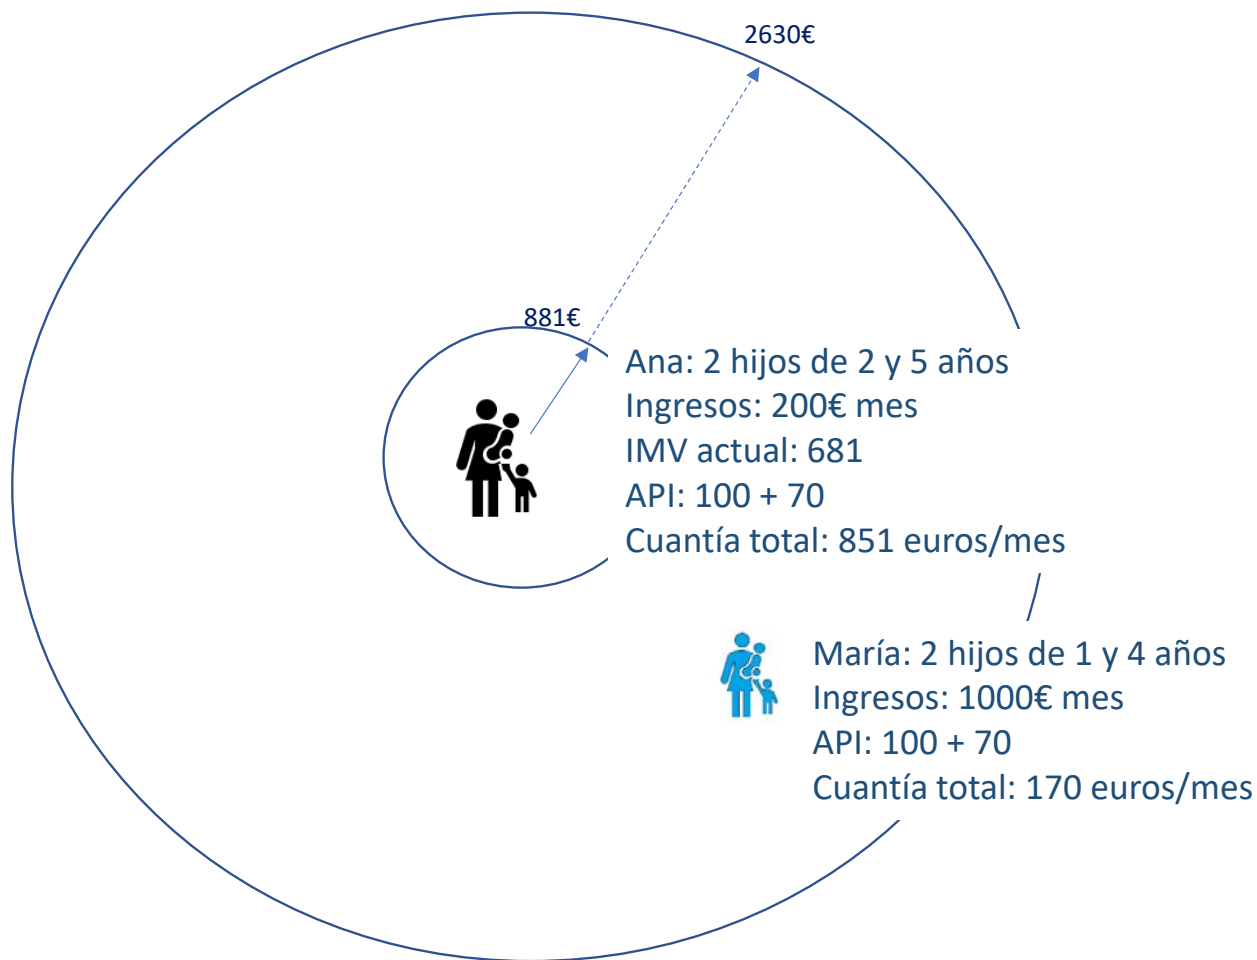 2630€
881€
Ana: 2 hijos de 2 y 5 años
Ingresos: 200€ mes
IMV actual: 681
API: 100 + 70
Cuantía total: 851 euros/mes
María: 2 hijos de 1 y 4 años
Ingresos: 1000€ mes
API: 100 + 70
Cuantía total: 170 euros/mes